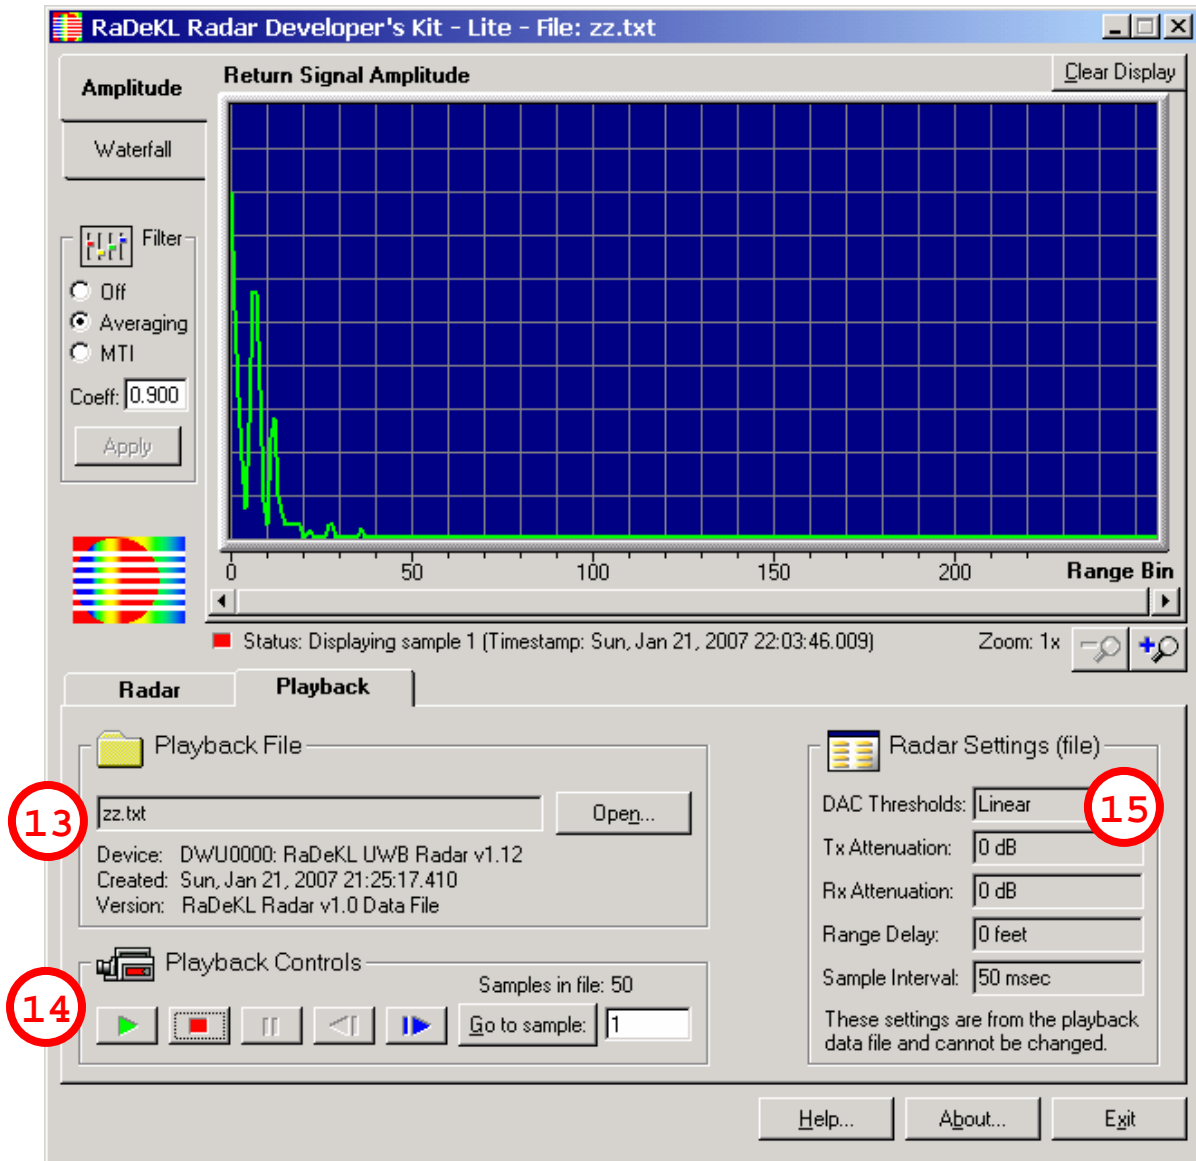 RaDeKL Radar Developer's Kit - Lite - File: zz.txt
Amplitude
Return Signal Amplitude
Clear Display
Waterfall
Filter
Off
Averaging
MTI
Coeff: 0.900
Apply
0 50 100 150 200 Range Bin
Status: Displaying sample 1 (Timestamp: Sun, Jan 21, 2007 22:03:46.009)
Zoom: 1x
Radar
Playback
Playback File
13
zz.txt
Open...
Device: DWU0000: RaDeKL UWB Radar v1.12
Created: Sun, Jan 21, 2007 21:25:17.410
Version: RaDeKL Radar v1.0 Data File
Playback Controls
14
Samples in file: 50
Go to sample: 1
Radar Settings (file)
DAC Thresholds: Linear
15
Tx Attenuation: 0 dB
Rx Attenuation: 0 dB
Range Delay: 0 feet
Sample Interval: 50 msec
These settings are from the playback
data file and cannot be changed.
Help...
About...
Exit